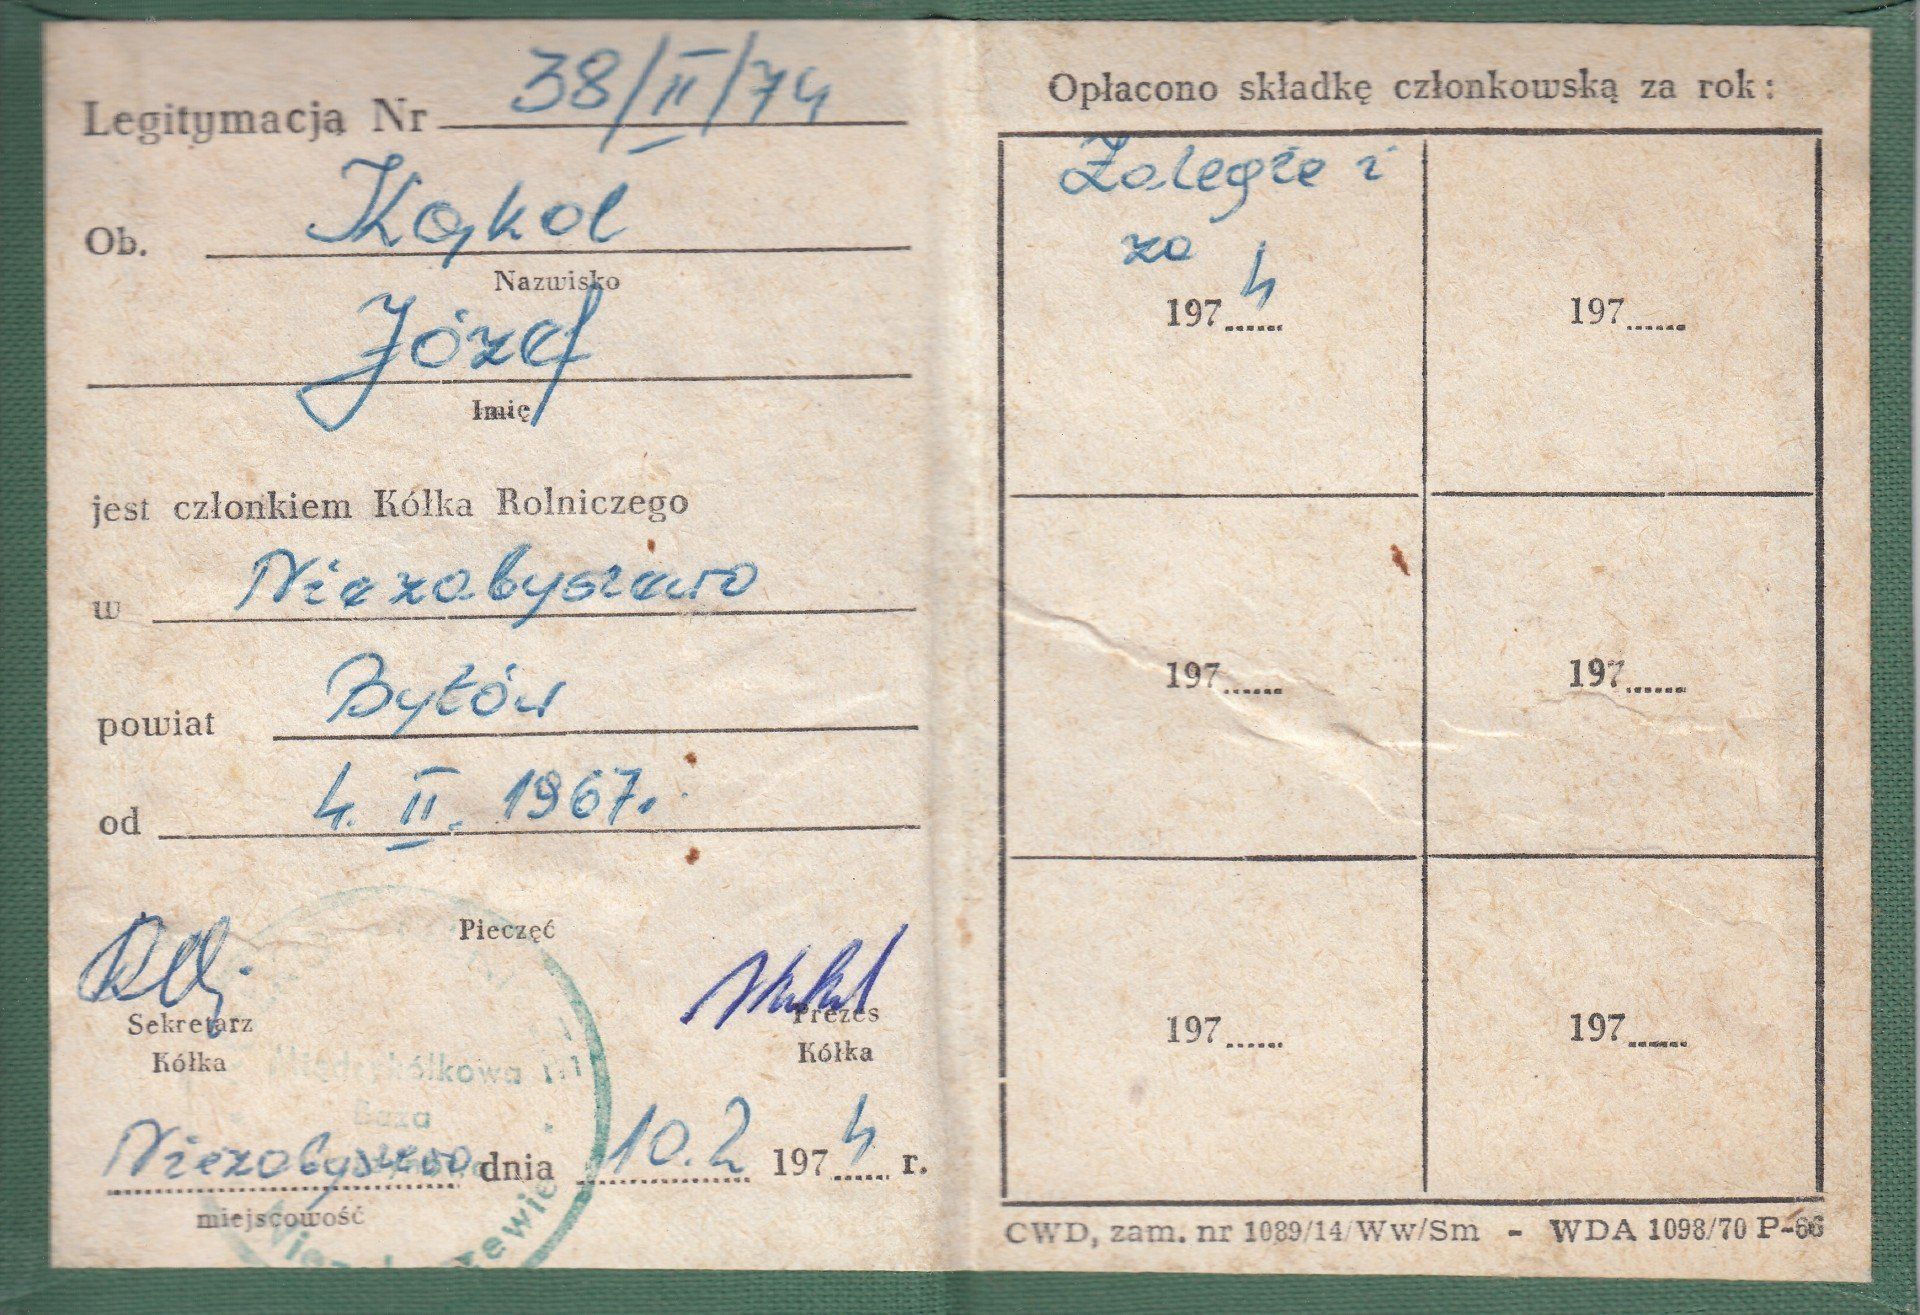 Legitymacja Nr 38/II/74
Ob. Kąkol
Nazwisko
Józef
Imię
jest członkiem Kółka Rolniczego
w Niezabyszewo
powiat Bytów
od 4. II. 1967.
Pieczęć
Sekretarz
Kółka
Prezes
Kółka
Międzykółkowa
Baza
Niezabyszewo dnia 10.2 1974 r.
miejscowość
Opłacono składkę członkowską za rok:
Zaległe i
za
1974
197......
197......
197......
197......
197......
CWD, zam. nr 1089/14/Ww/Sm - WDA 1098/70 P-66